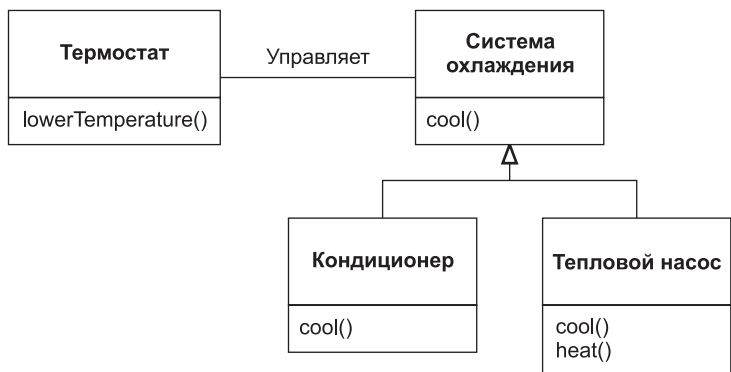 Термостат
lowerTemperature()
Управляет
Система
охлаждения
cool()
Кондиционер
cool()
Тепловой насос
cool()
heat()